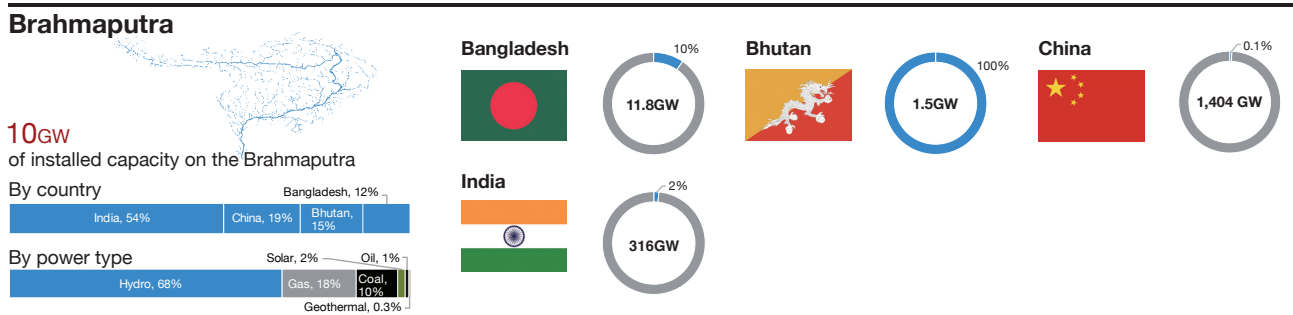 Brahmaputra
10GW
of installed capacity on the Brahmaputra
By country
Bangladesh, 12%
India, 54%
China, 19%
Bhutan,
15%
By power type
Solar, 2%
Oil, 1%
Hydro, 68%
Gas, 18%
Coal,
10%
Geothermal, 0.3%
Bangladesh
10%
11.8GW
Bhutan
100%
1.5GW
China
0.1%
1,404 GW
India
2%
316GW